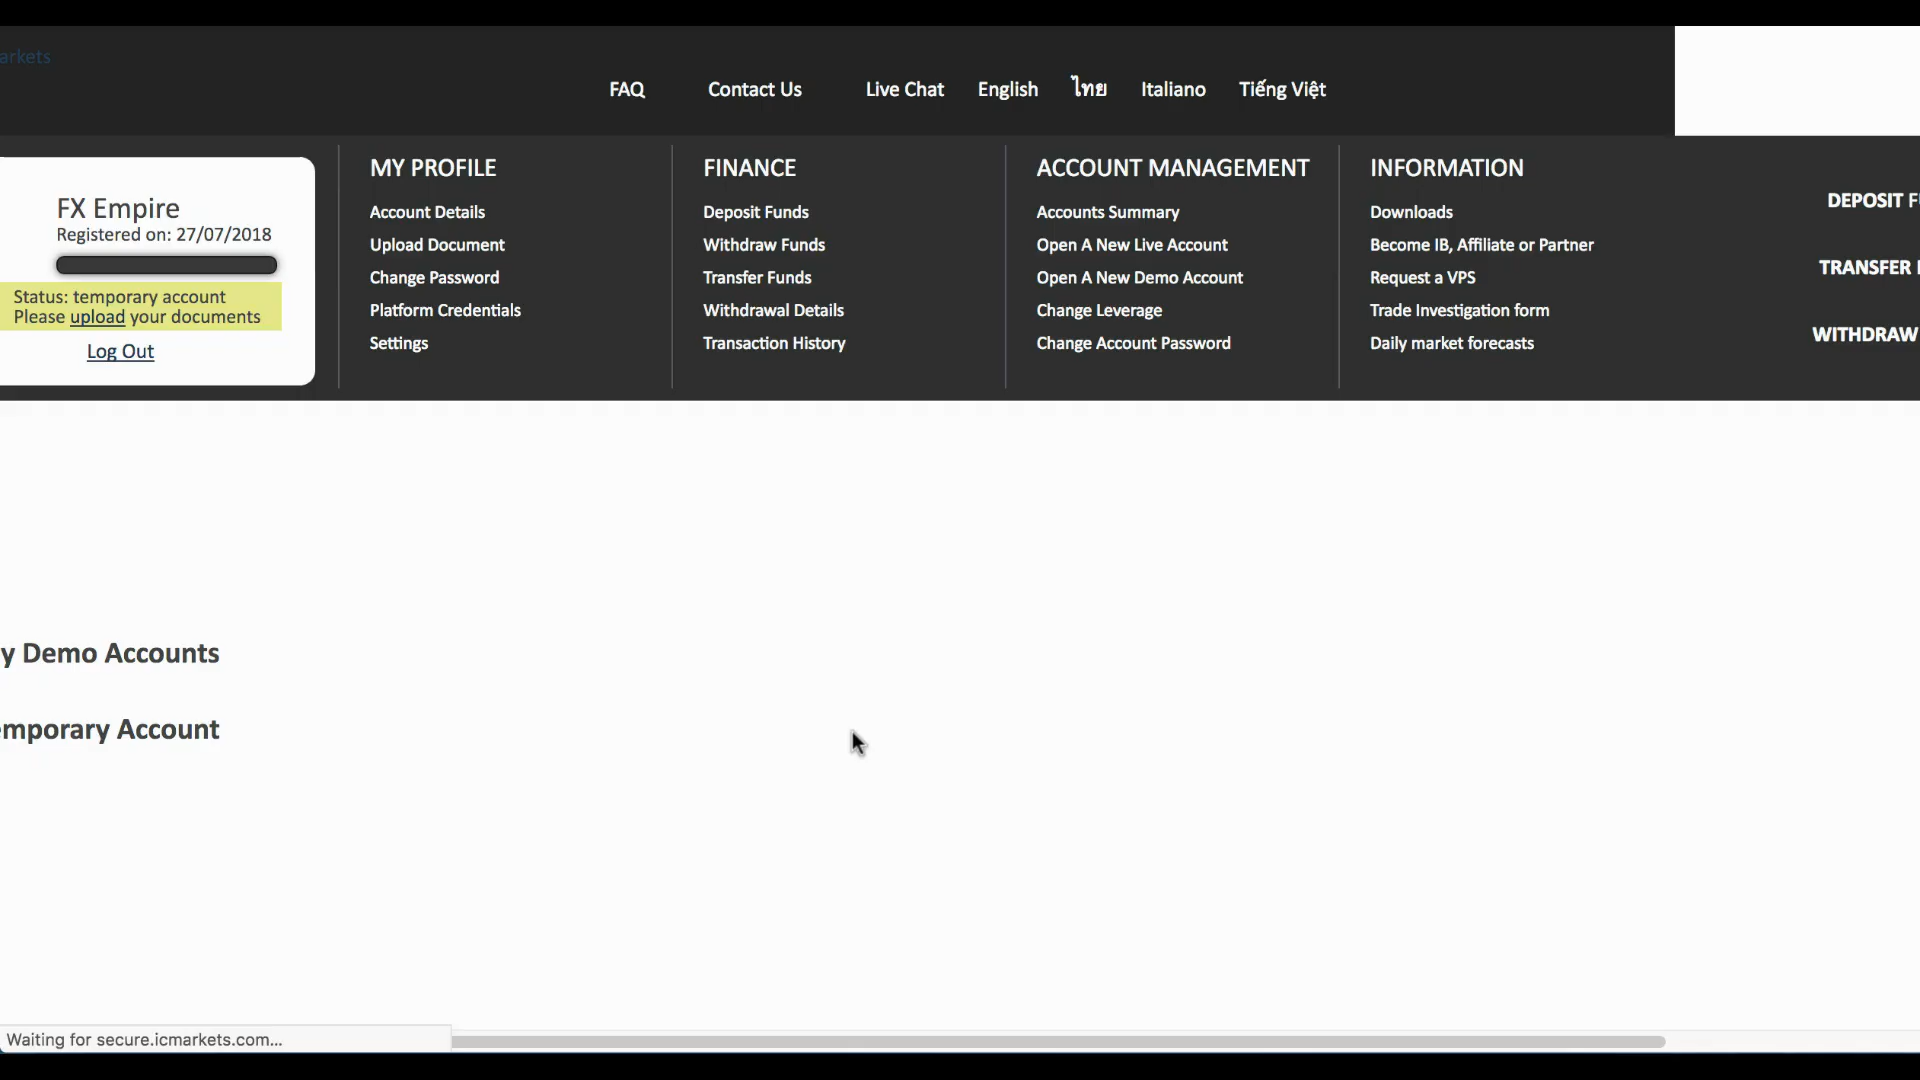 arkets
FAQ Contact Us Live Chat English ไทย Italiano Tiếng Việt
FX Empire
Registered on: 27/07/2018
Status: temporary account
Please upload your documents
Log Out
MY PROFILE
Account Details
Upload Document
Change Password
Platform Credentials
Settings
FINANCE
Deposit Funds
Withdraw Funds
Transfer Funds
Withdrawal Details
Transaction History
ACCOUNT MANAGEMENT
Accounts Summary
Open A New Live Account
Open A New Demo Account
Change Leverage
Change Account Password
INFORMATION
Downloads
Become IB, Affiliate or Partner
Request a VPS
Trade Investigation form
Daily market forecasts
DEPOSIT F
TRANSFER
WITHDRAW
y Demo Accounts
emporary Account
Waiting for secure.icmarkets.com...